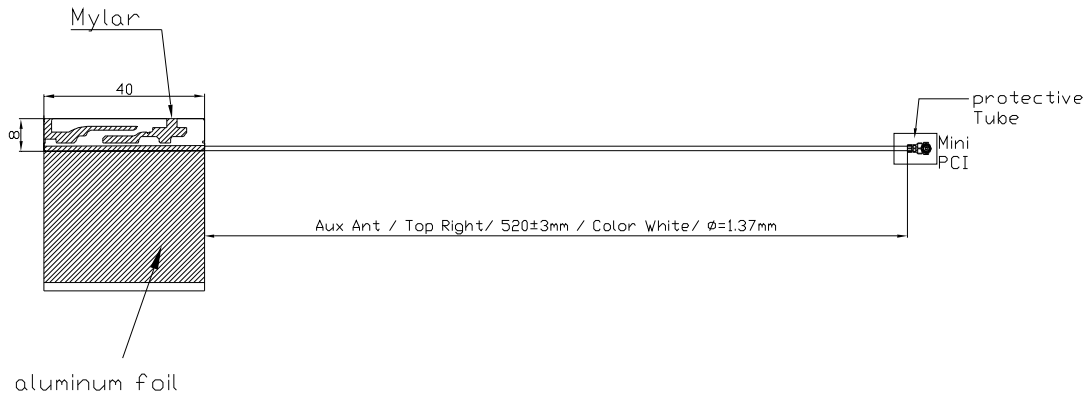 Mylar
40
8
protective
Tube
Mini
PCI
Aux Ant / Top Right/ 520±3mm / Color White/ Ø=1.37mm
aluminum foil